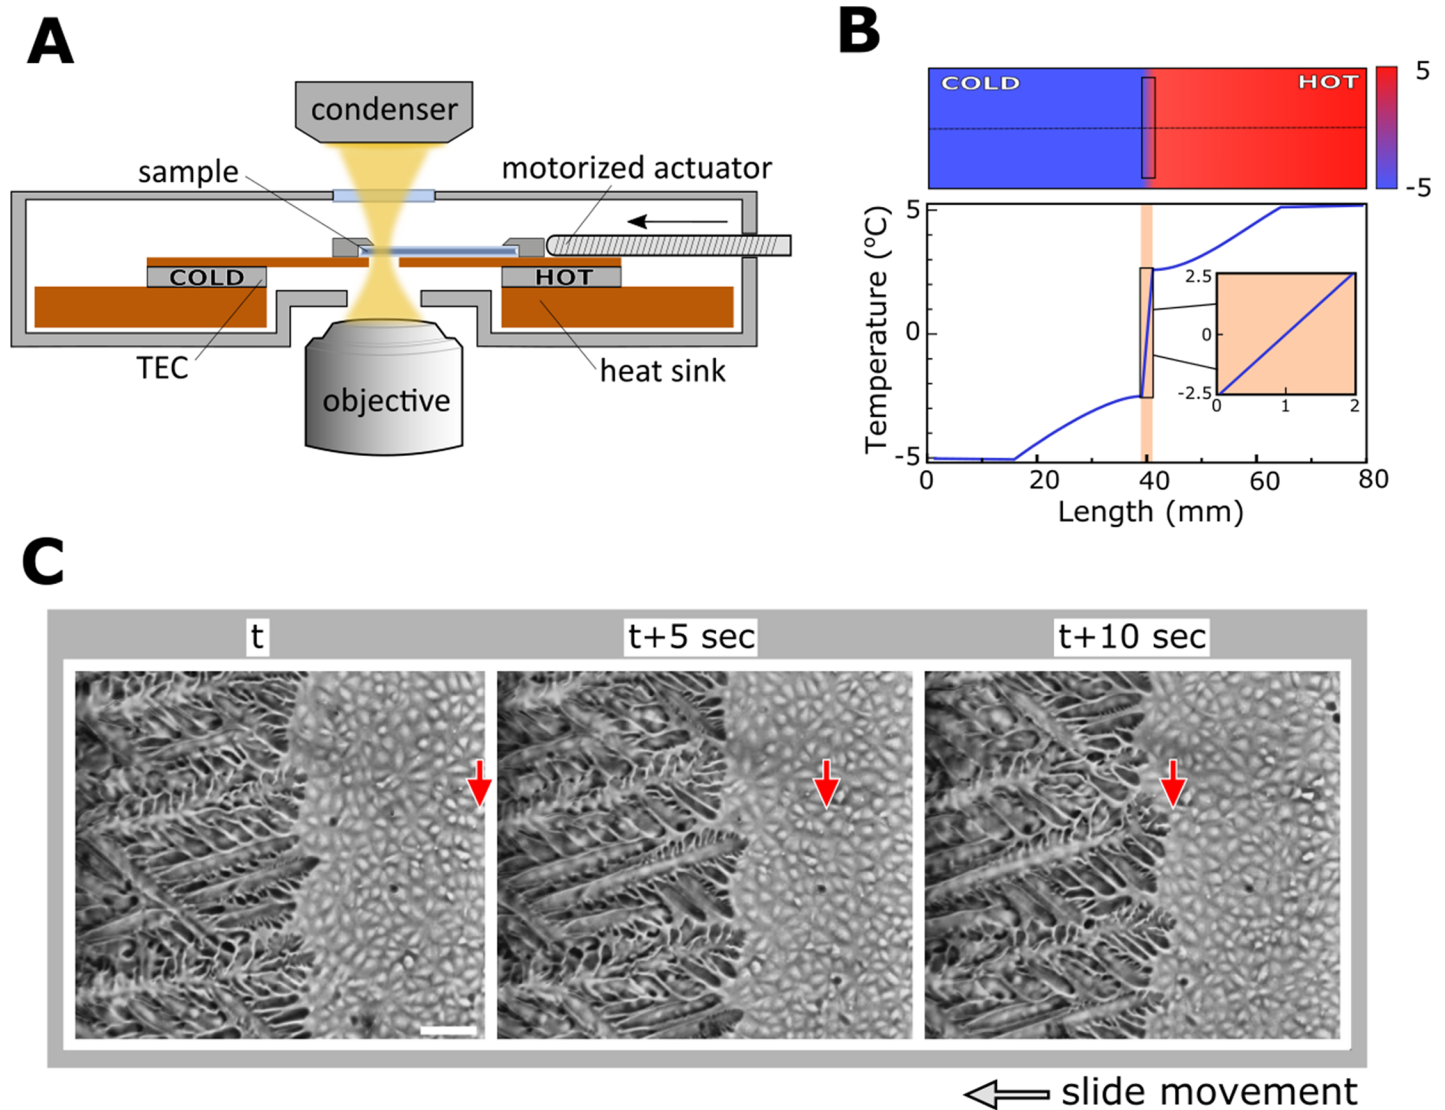 A
condenser
sample
motorized actuator
COLD
HOT
TEC
heat sink
objective
B
COLD
HOT
5
-5
Temperature (°C)
5
0
-5
2.5
0
-2.5
0
1
2
0
20
40
60
80
Length (mm)
C
t
t+5 sec
t+10 sec
slide movement